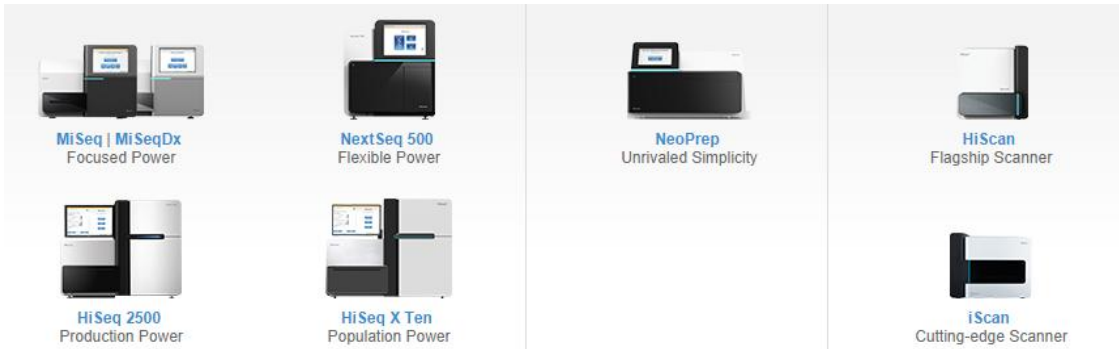 MiSeq | MiSeqDx
Focused Power
NextSeq 500
Flexible Power
NeoPrep
Unrivaled Simplicity
HiScan
Flagship Scanner
HiSeq 2500
Production Power
HiSeq X Ten
Population Power
iScan
Cutting-edge Scanner